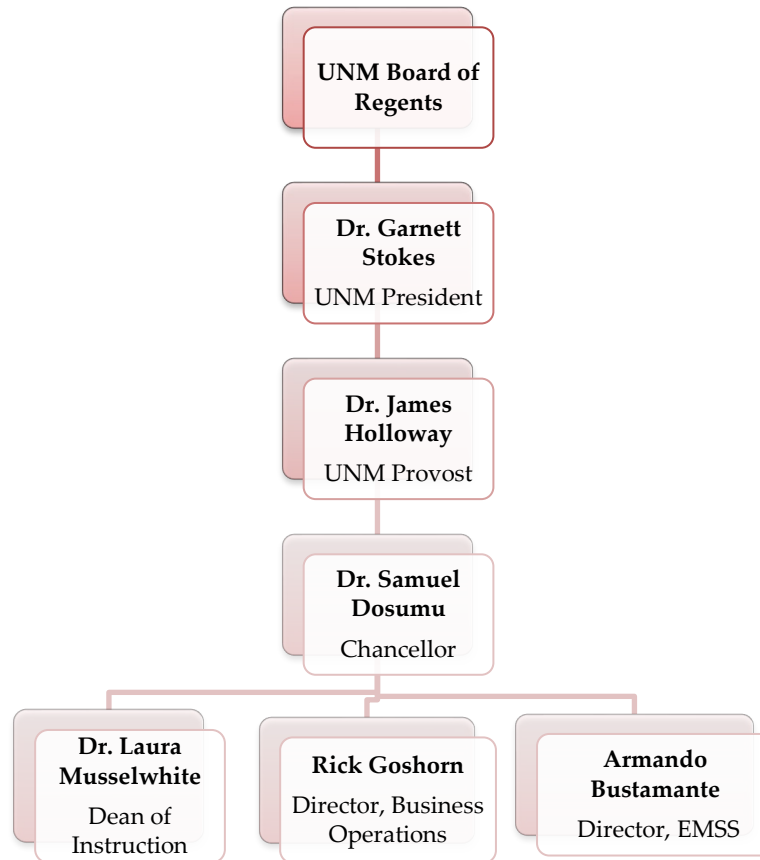 UNM Board of
Regents
Dr. Garnett
Stokes
UNM President
Dr. James
Holloway
UNM Provost
Dr. Samuel
Dosumu
Chancellor
Dr. Laura
Musselwhite
Dean of
Instruction
Rick Goshorn
Director, Business
Operations
Armando
Bustamante
Director, EMSS